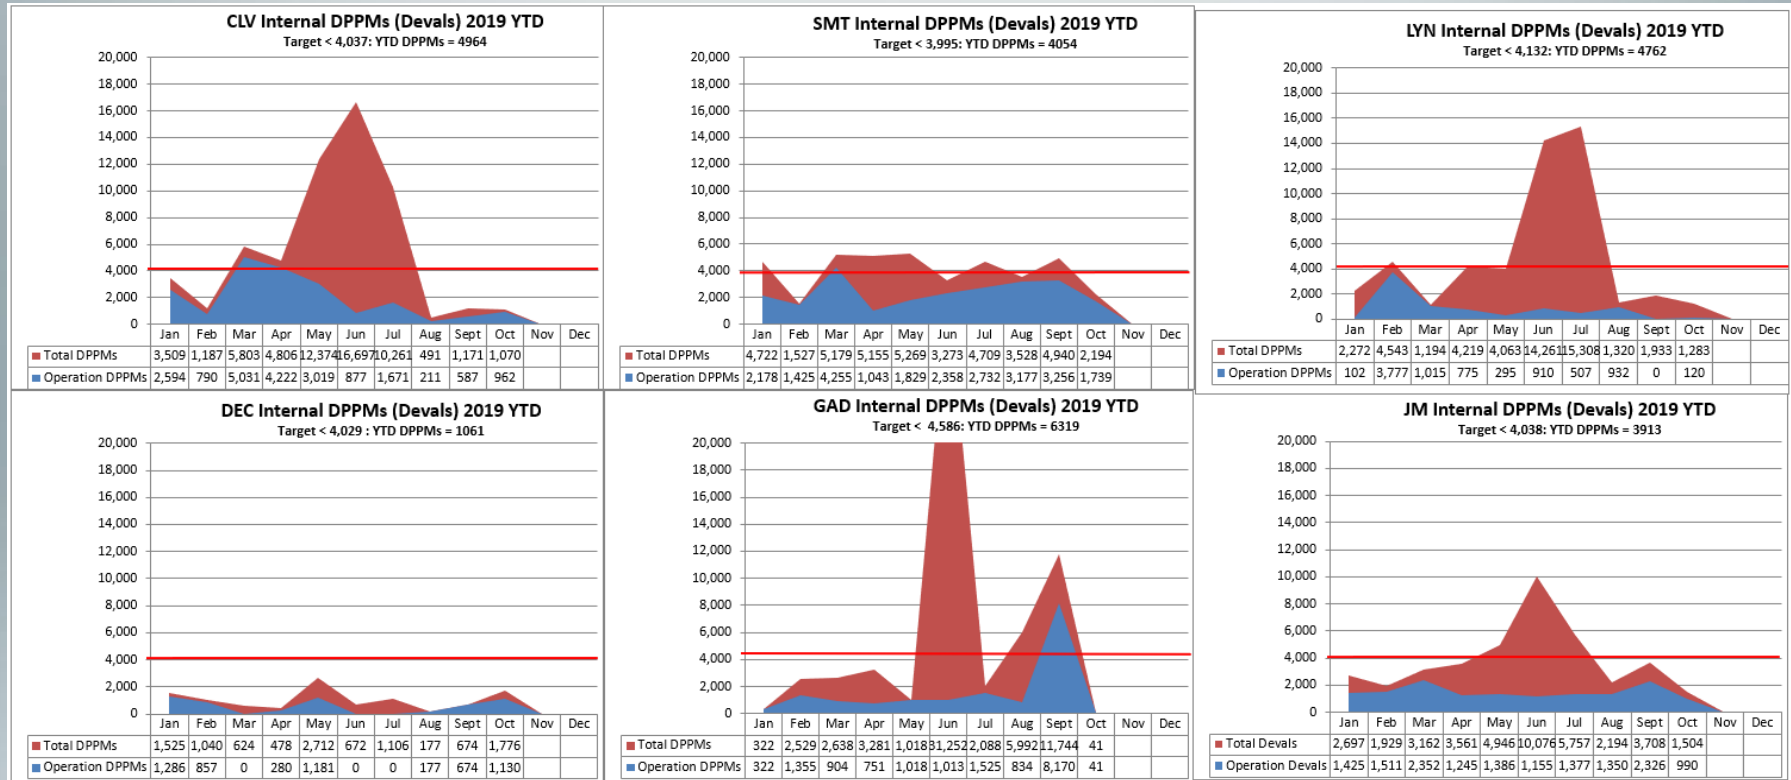 CLV Internal DPPMs (Devals) 2019 YTD
Target < 4,037: YTD DPPMs = 4964
20,000
18,000
16,000
14,000
12,000
10,000
8,000
6,000
4,000
2,000
0
Jan Feb Mar Apr May Jun Jul Aug Sept Oct Nov Dec
Total DPPMs 3,509 1,187 5,803 4,806 12,374 16,697 10,261 491 1,171 1,070
Operation DPPMs 2,594 790 5,031 4,222 3,019 877 1,671 211 587 962
SMT Internal DPPMs (Devals) 2019 YTD
Target < 3,995: YTD DPPMs = 4054
20,000
18,000
16,000
14,000
12,000
10,000
8,000
6,000
4,000
2,000
0
Jan Feb Mar Apr May Jun Jul Aug Sept Oct Nov Dec
Total DPPMs 4,722 1,527 5,179 5,155 5,269 3,273 4,709 3,528 4,940 2,194
Operation DPPMs 2,178 1,425 4,255 1,043 1,829 2,358 2,732 3,177 3,256 1,739
LYN Internal DPPMs (Devals) 2019 YTD
Target < 4,132: YTD DPPMs = 4762
20,000
18,000
16,000
14,000
12,000
10,000
8,000
6,000
4,000
2,000
0
Jan Feb Mar Apr May Jun Jul Aug Sept Oct Nov Dec
Total DPPMs 2,272 4,543 1,194 4,219 4,063 14,261 15,308 1,320 1,933 1,283
Operation DPPMs 102 3,777 1,015 775 295 910 507 932 0 120
DEC Internal DPPMs (Devals) 2019 YTD
Target < 4,029 : YTD DPPMs = 1061
20,000
18,000
16,000
14,000
12,000
10,000
8,000
6,000
4,000
2,000
0
Jan Feb Mar Apr May Jun Jul Aug Sept Oct Nov Dec
Total DPPMs 1,525 1,040 624 478 2,712 672 1,106 177 674 1,776
Operation DPPMs 1,286 857 0 280 1,181 0 0 177 674 1,130
GAD Internal DPPMs (Devals) 2019 YTD
Target < 4,586: YTD DPPMs = 6319
20,000
18,000
16,000
14,000
12,000
10,000
8,000
6,000
4,000
2,000
0
Jan Feb Mar Apr May Jun Jul Aug Sept Oct Nov Dec
Total DPPMs 322 2,529 2,638 3,281 1,018 31,252 2,088 5,992 11,744 41
Operation DPPMs 322 1,355 904 751 1,018 1,013 1,525 834 8,170 41
JM Internal DPPMs (Devals) 2019 YTD
Target < 4,038: YTD DPPMs = 3913
20,000
18,000
16,000
14,000
12,000
10,000
8,000
6,000
4,000
2,000
0
Jan Feb Mar Apr May Jun Jul Aug Sept Oct Nov Dec
Total Devals 2,697 1,929 3,162 3,561 4,946 10,076 5,757 2,194 3,708 1,504
Operation Devals 1,425 1,511 2,352 1,245 1,386 1,155 1,377 1,350 2,326 990